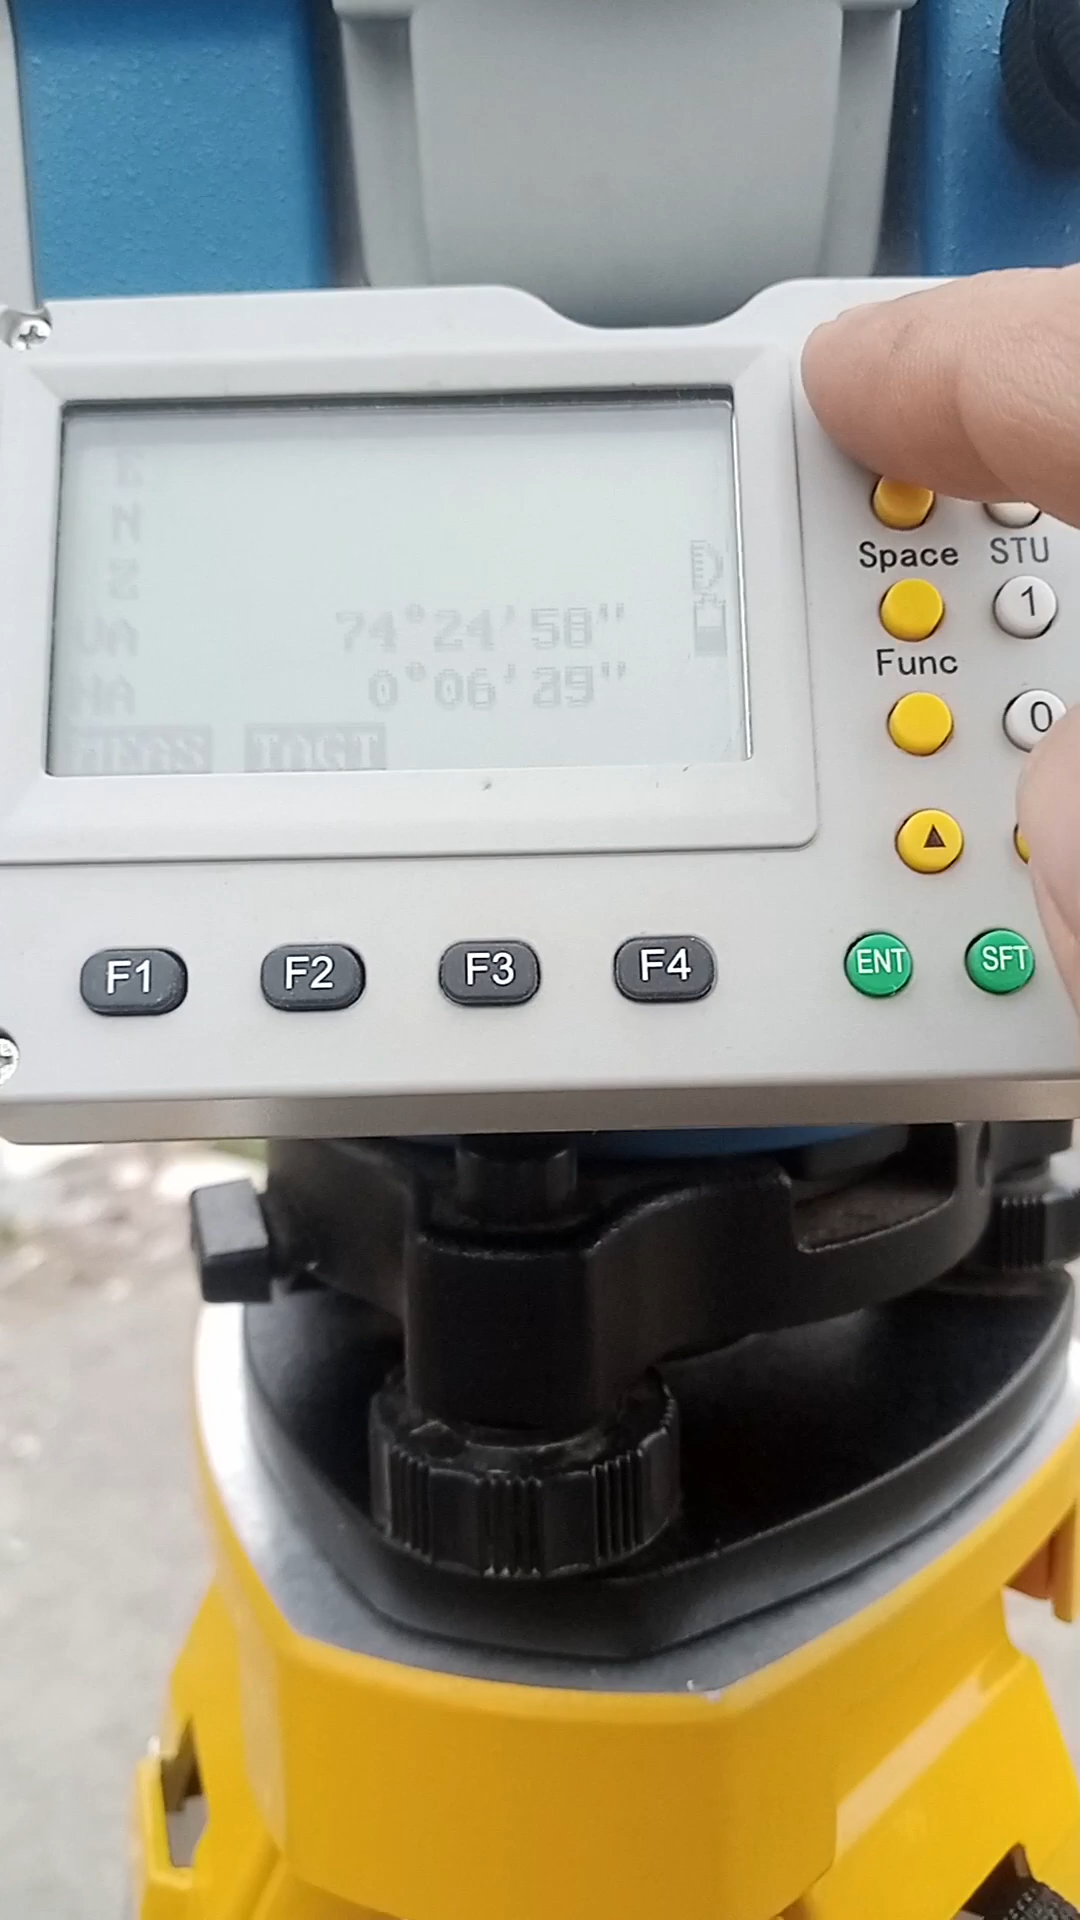 E
N
Z
VA 74°24'58"
HA 0°06'29"
MEAS TAGT
Space STU
1
Func
0
▲
F1 F2 F3 F4 ENT SFT